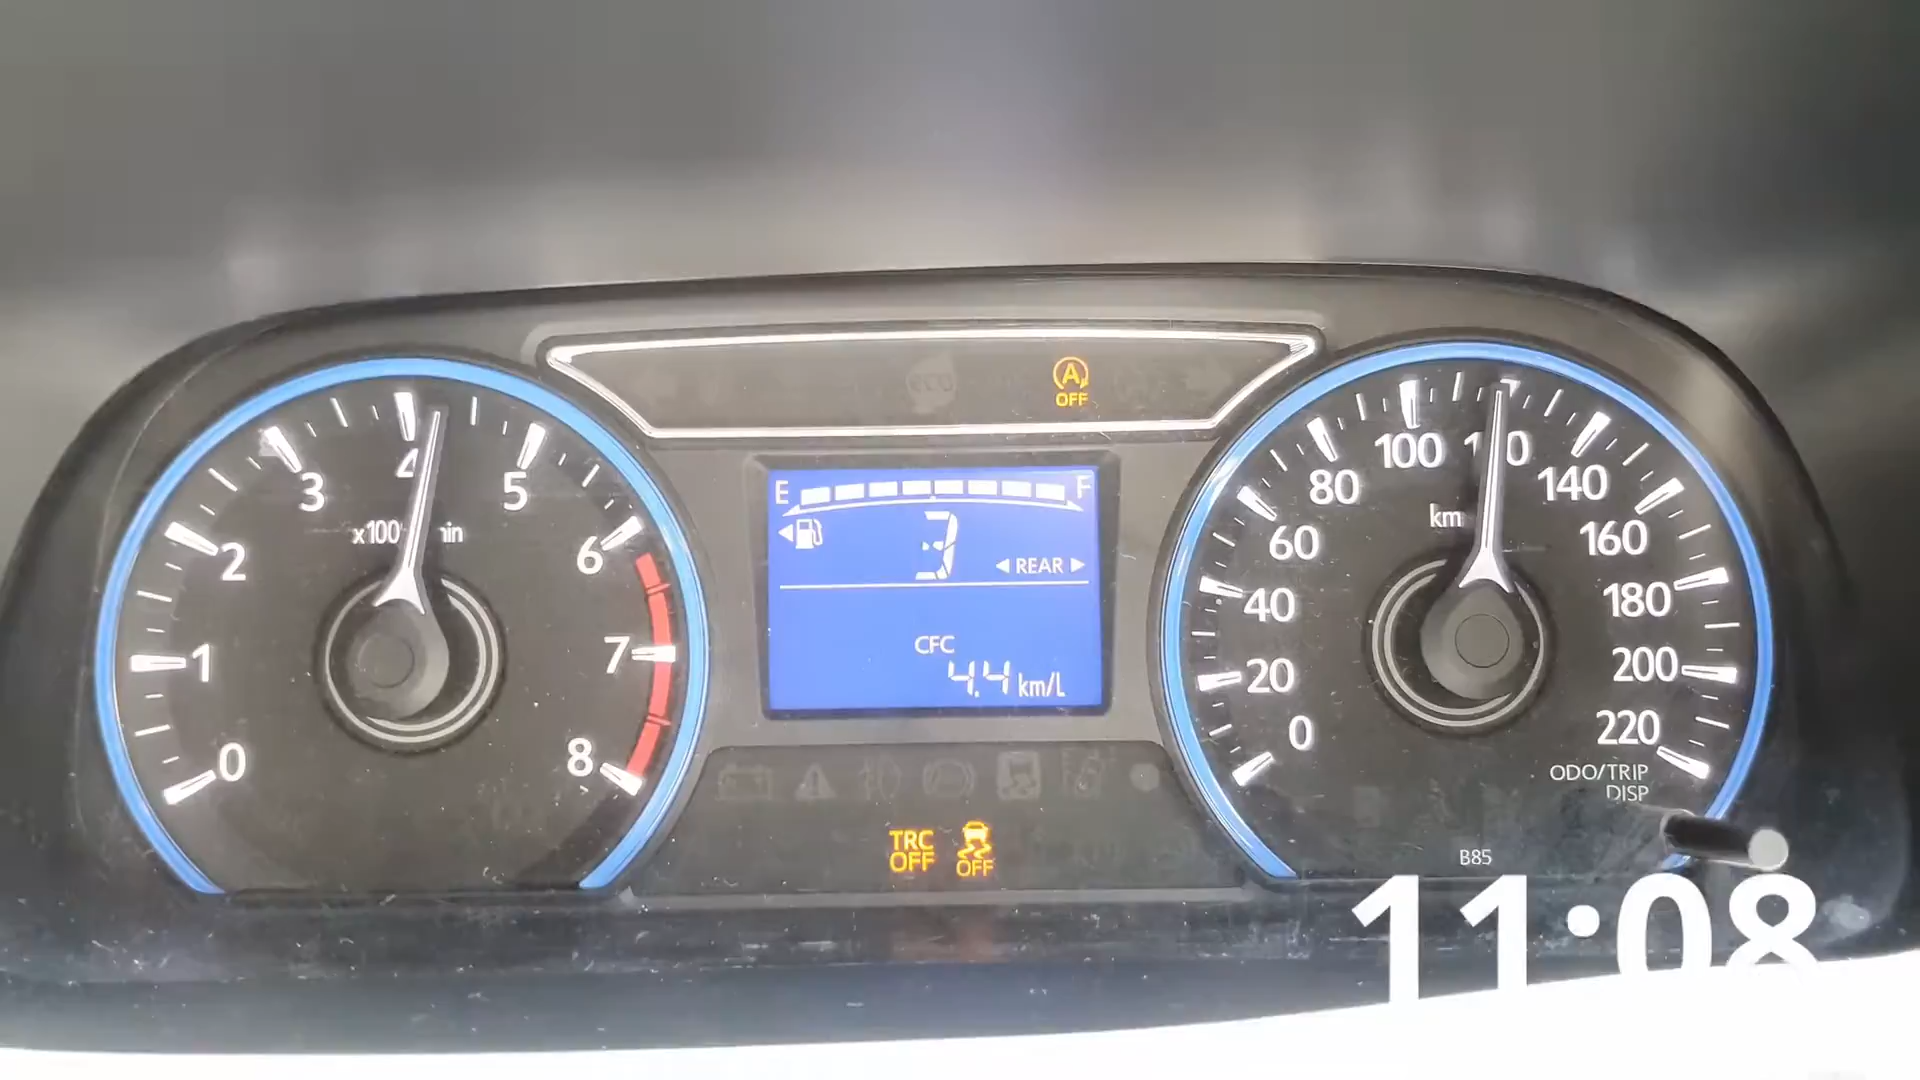 A
OFF
3
4
5
2
6
1
7
0
8
E F
3
◄ REAR ►
CFC
4.4 km/L
TRC
OFF
OFF
100
80
140
60
160
40
180
20
200
0
220
km
ODO/TRIP
DISP
B85
11:08